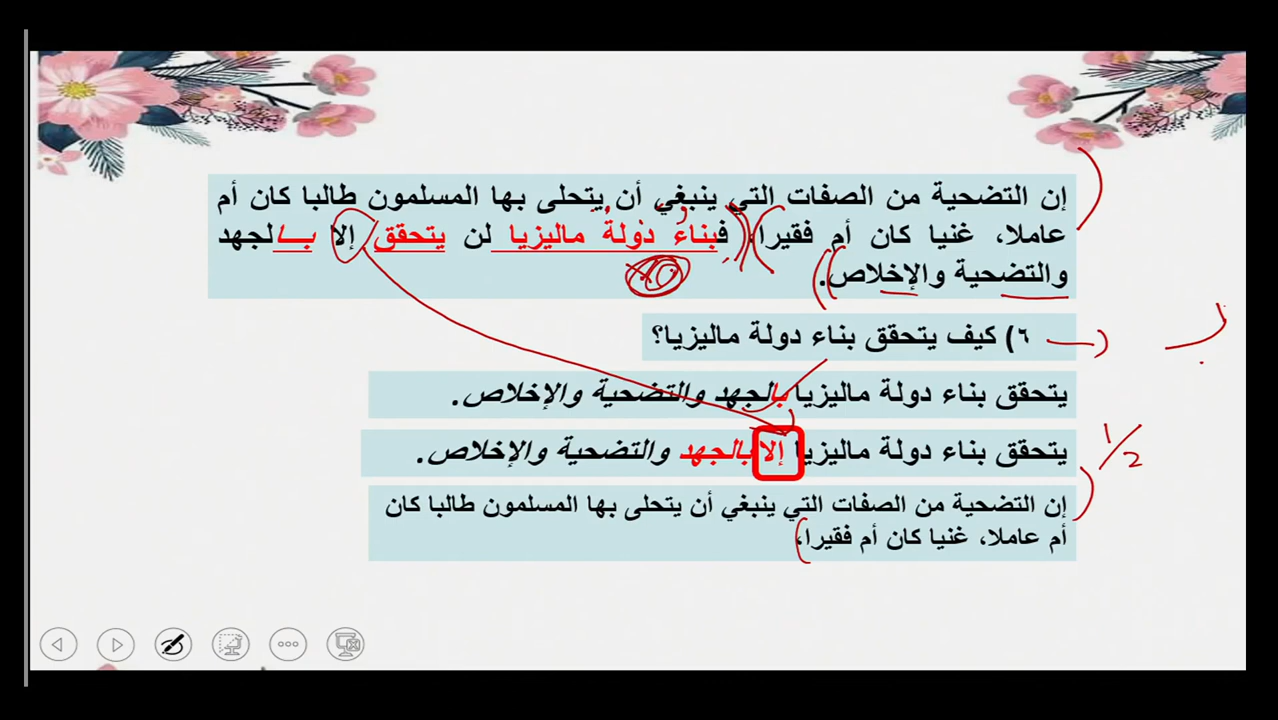 إن التضحية من الصفات التي ينبغي أن يتحلى بها المسلمون طالبا كان أم
عاملا، غنيا كان أم فقيرا، فبناءُ دولةُ ماليزيا لن يتحقق إلا بـالجهد
والتضحية والإخلاص.
٦) كيف يتحقق بناء دولة ماليزيا؟
يتحقق بناء دولة ماليزيا بالجهد والتضحية والإخلاص.
يتحقق بناء دولة ماليزيا إلا بالجهد والتضحية والإخلاص.
1/2
إن التضحية من الصفات التي ينبغي أن يتحلى بها المسلمون طالبا كان
أم عاملا، غنيا كان أم فقيرا،